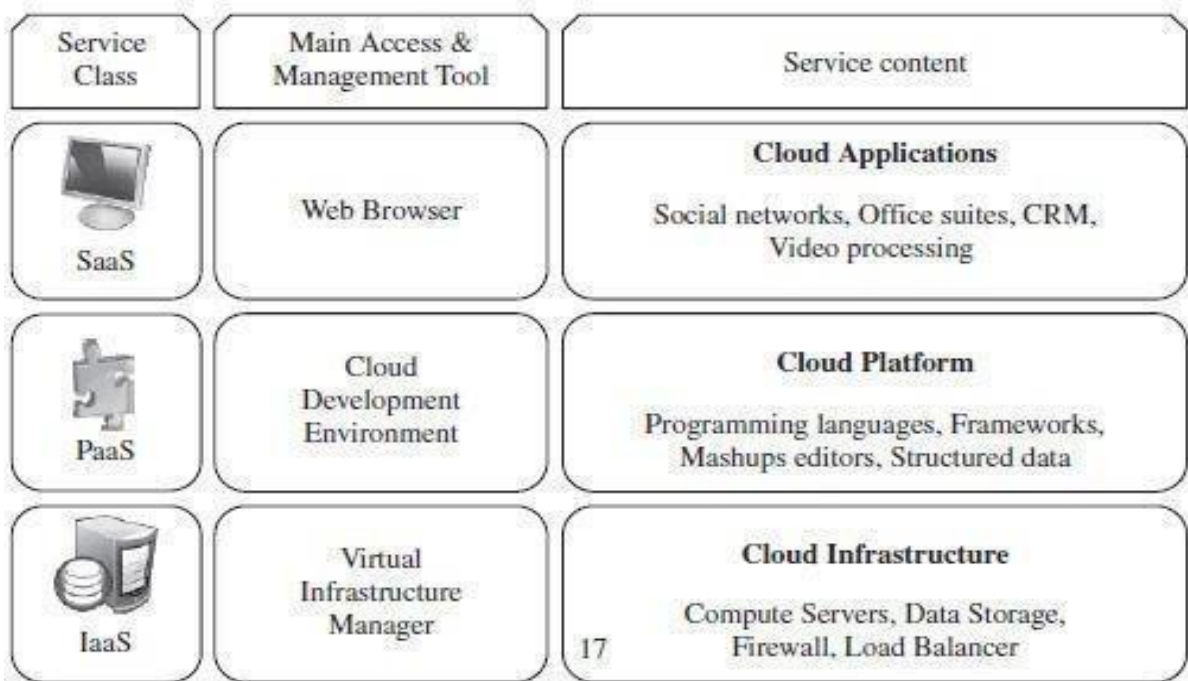 Service
Class
Main Access &
Management Tool
Service content
SaaS
Web Browser
Cloud Applications
Social networks, Office suites, CRM,
Video processing
PaaS
Cloud
Development
Environment
Cloud Platform
Programming languages, Frameworks,
Mashups editors, Structured data
IaaS
Virtual
Infrastructure
Manager
Cloud Infrastructure
Compute Servers, Data Storage,
Firewall, Load Balancer
17